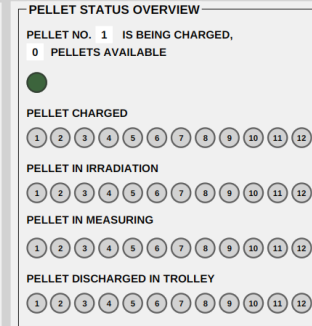 PELLET STATUS OVERVIEW
PELLET NO. 1 IS BEING CHARGED,
0 PELLETS AVAILABLE
PELLET CHARGED
1 2 3 4 5 6 7 8 9 10 11 12
PELLET IN IRRADIATION
1 2 3 4 5 6 7 8 9 10 11 12
PELLET IN MEASURING
1 2 3 4 5 6 7 8 9 10 11 12
PELLET DISCHARGED IN TROLLEY
1 2 3 4 5 6 7 8 9 10 11 12